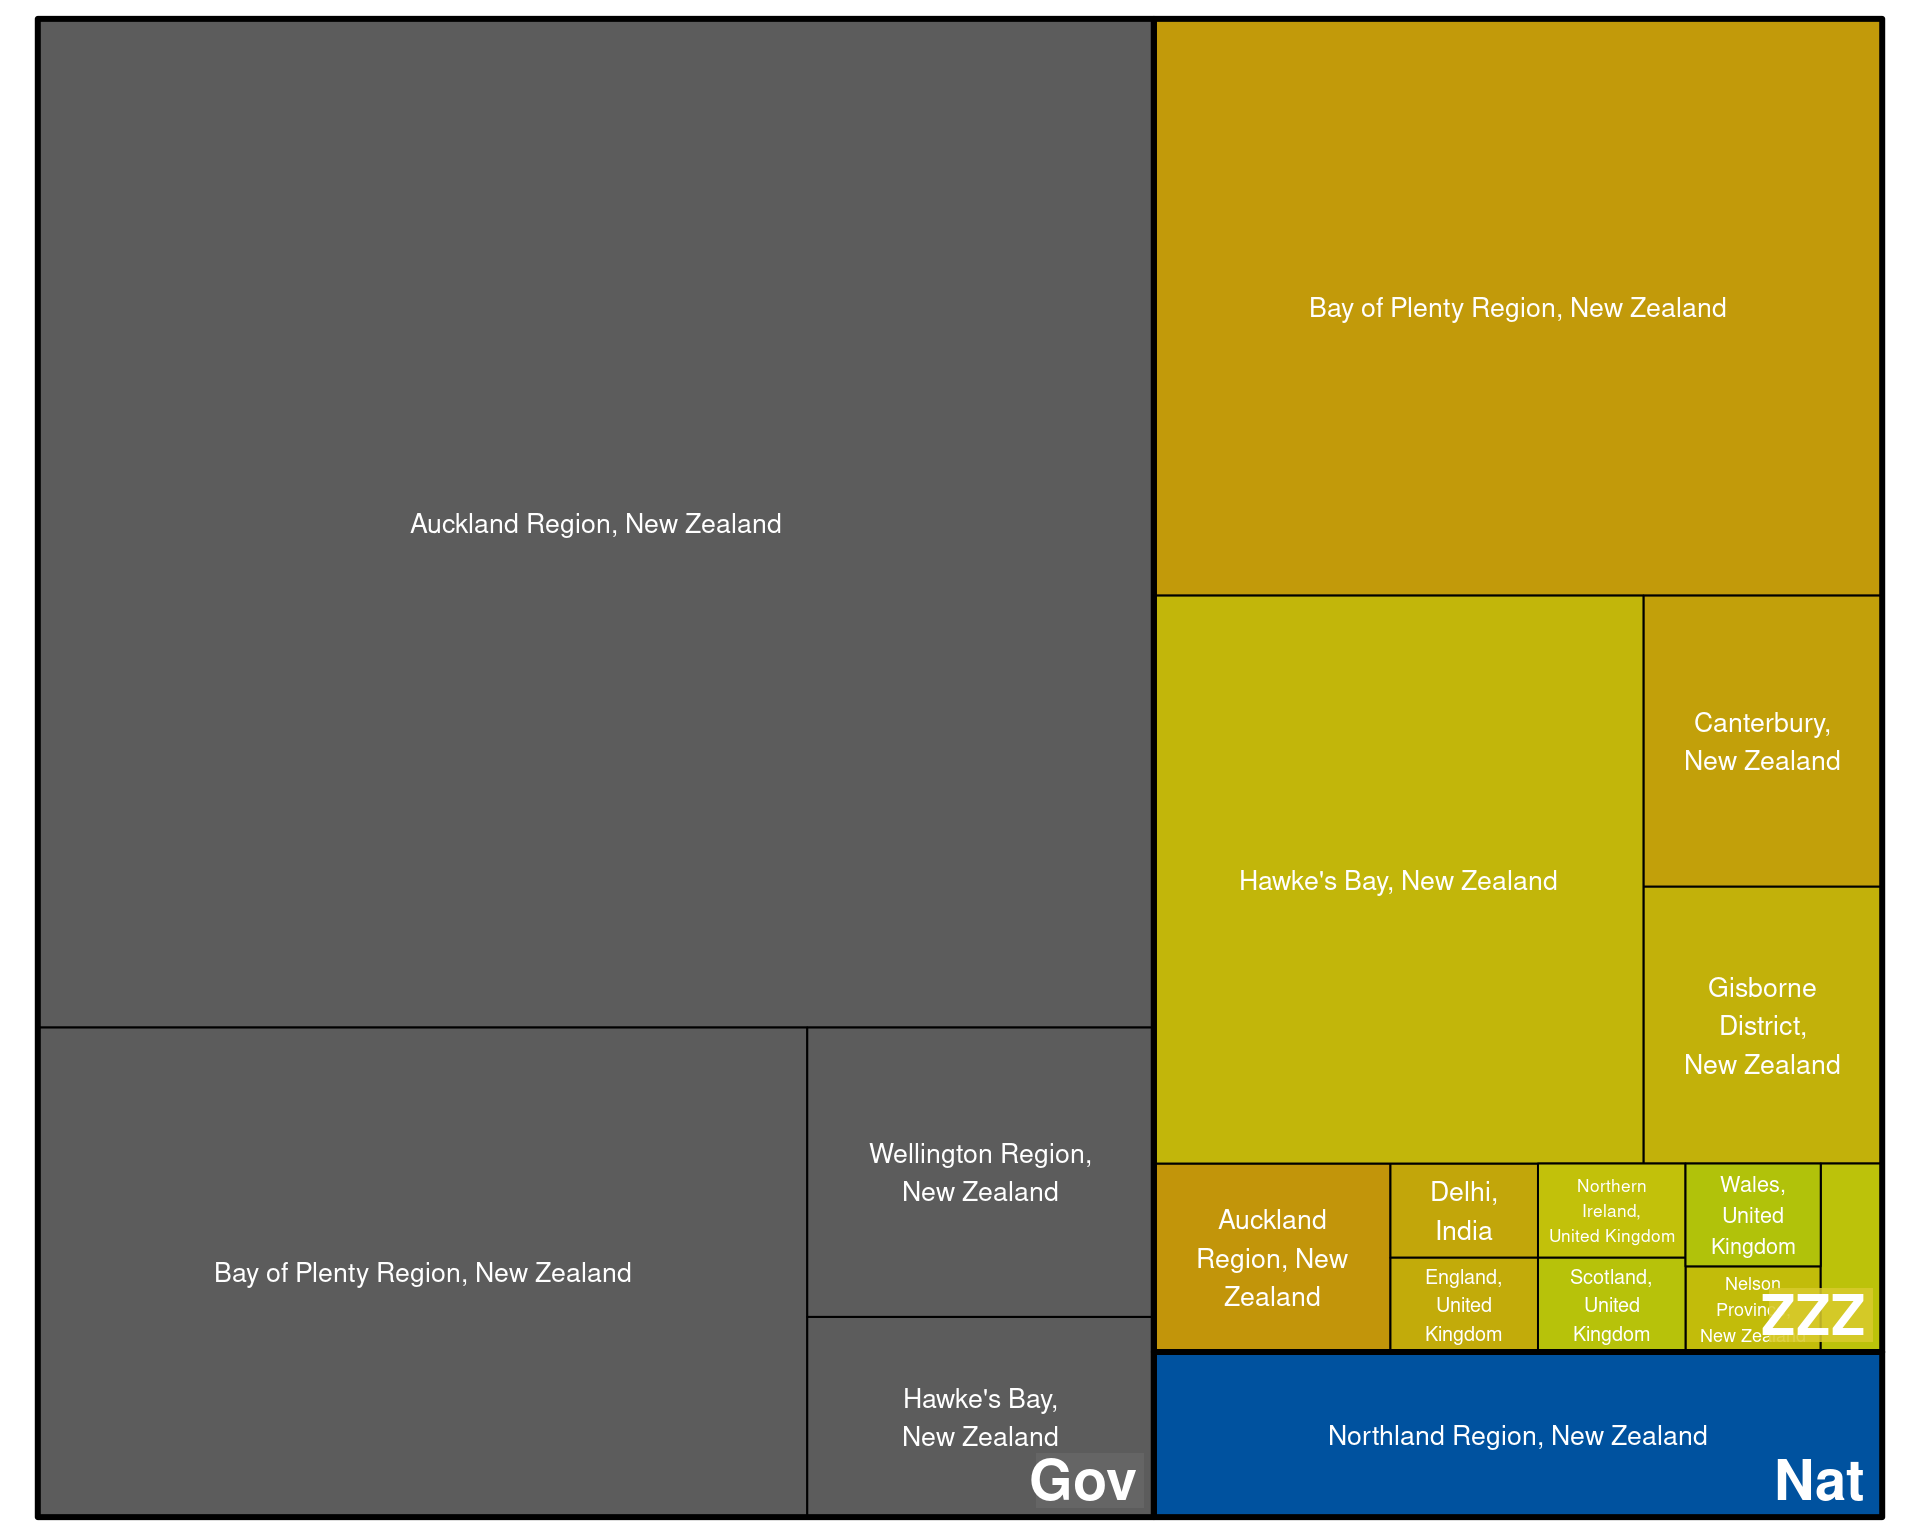 Auckland Region, New Zealand
Bay of Plenty Region, New Zealand
Wellington Region,
New Zealand
Hawke's Bay,
New Zealand
Gov
Bay of Plenty Region, New Zealand
Hawke's Bay, New Zealand
Canterbury,
New Zealand
Gisborne
District,
New Zealand
Auckland
Region, New
Zealand
Delhi,
India
England,
United
Kingdom
Northern
Ireland,
United Kingdom
Scotland,
United
Kingdom
Wales,
United
Kingdom
Nelson
Province,
New Zealand
ZZZ
Northland Region, New Zealand
Nat